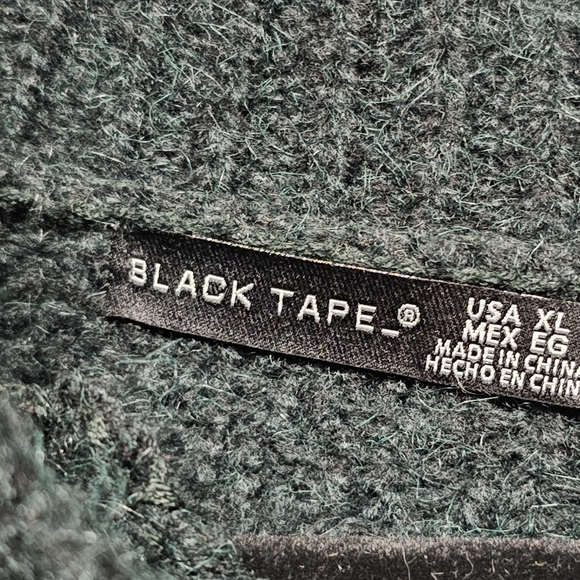 BLACK TAPE_®
USA XL
MEX EG
MADE IN CHINA
HECHO EN CHIN